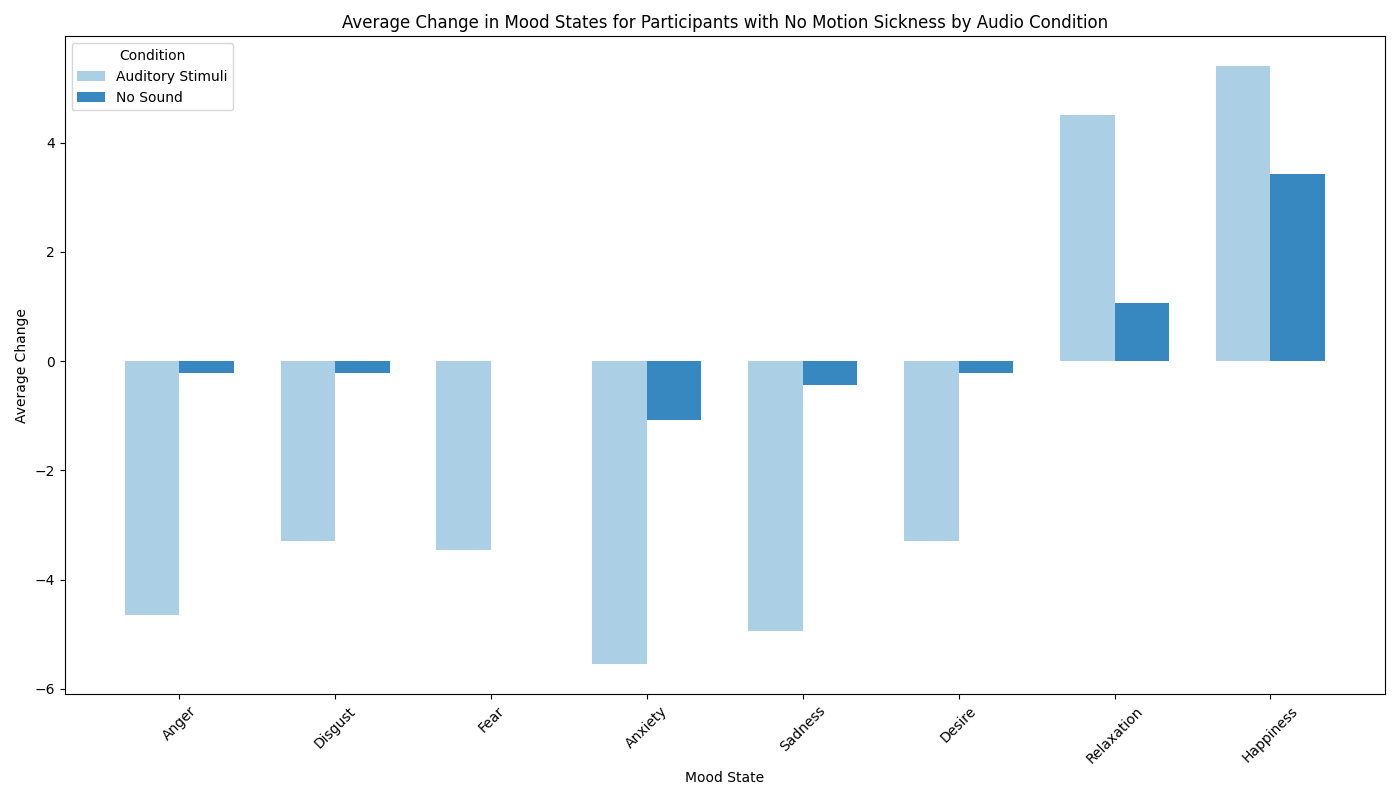 Average Change in Mood States for Participants with No Motion Sickness by Audio Condition
Condition
Auditory Stimuli
No Sound
Average Change
4
2
0
−2
−4
−6
Anger
Disgust
Fear
Anxiety
Sadness
Desire
Relaxation
Happiness
Mood State